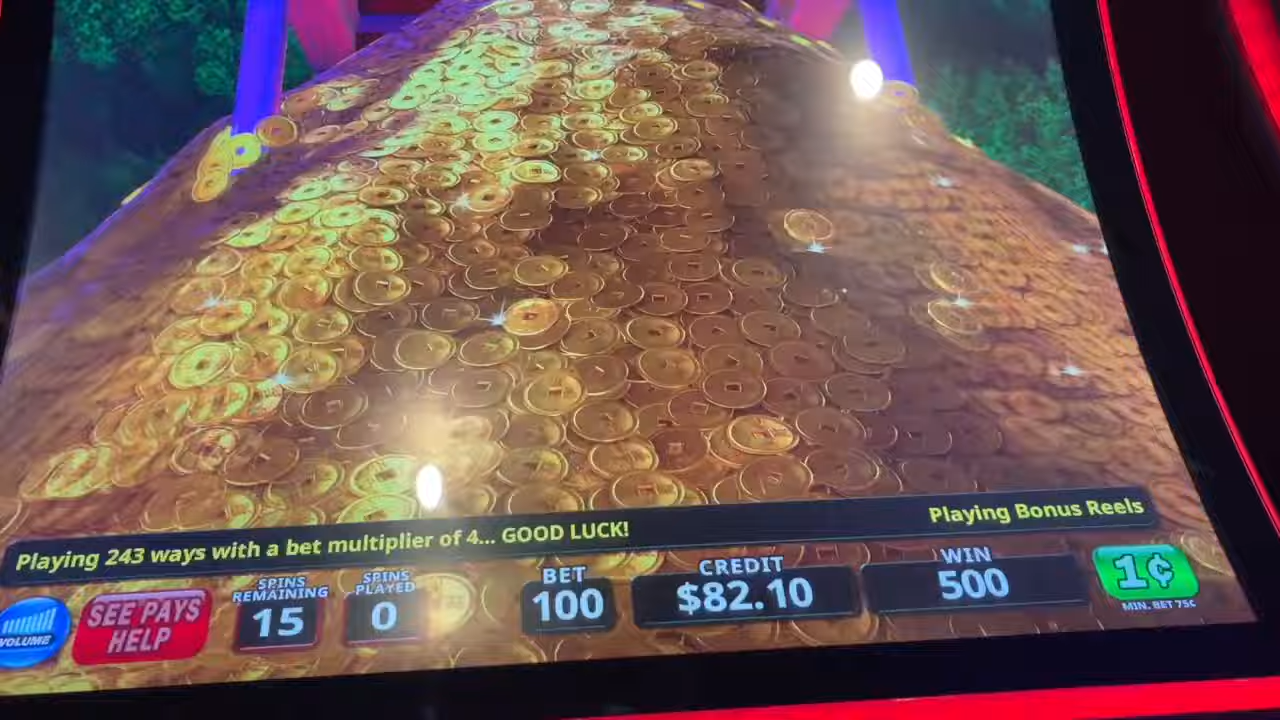 Playing 243 ways with a bet multiplier of 4... GOOD LUCK!
Playing Bonus Reels
VOLUME
SEE PAYS
HELP
SPINS
REMAINING
15
SPINS
PLAYED
0
BET
100
CREDIT
$82.10
WIN
500
1¢
MIN. BET 75¢